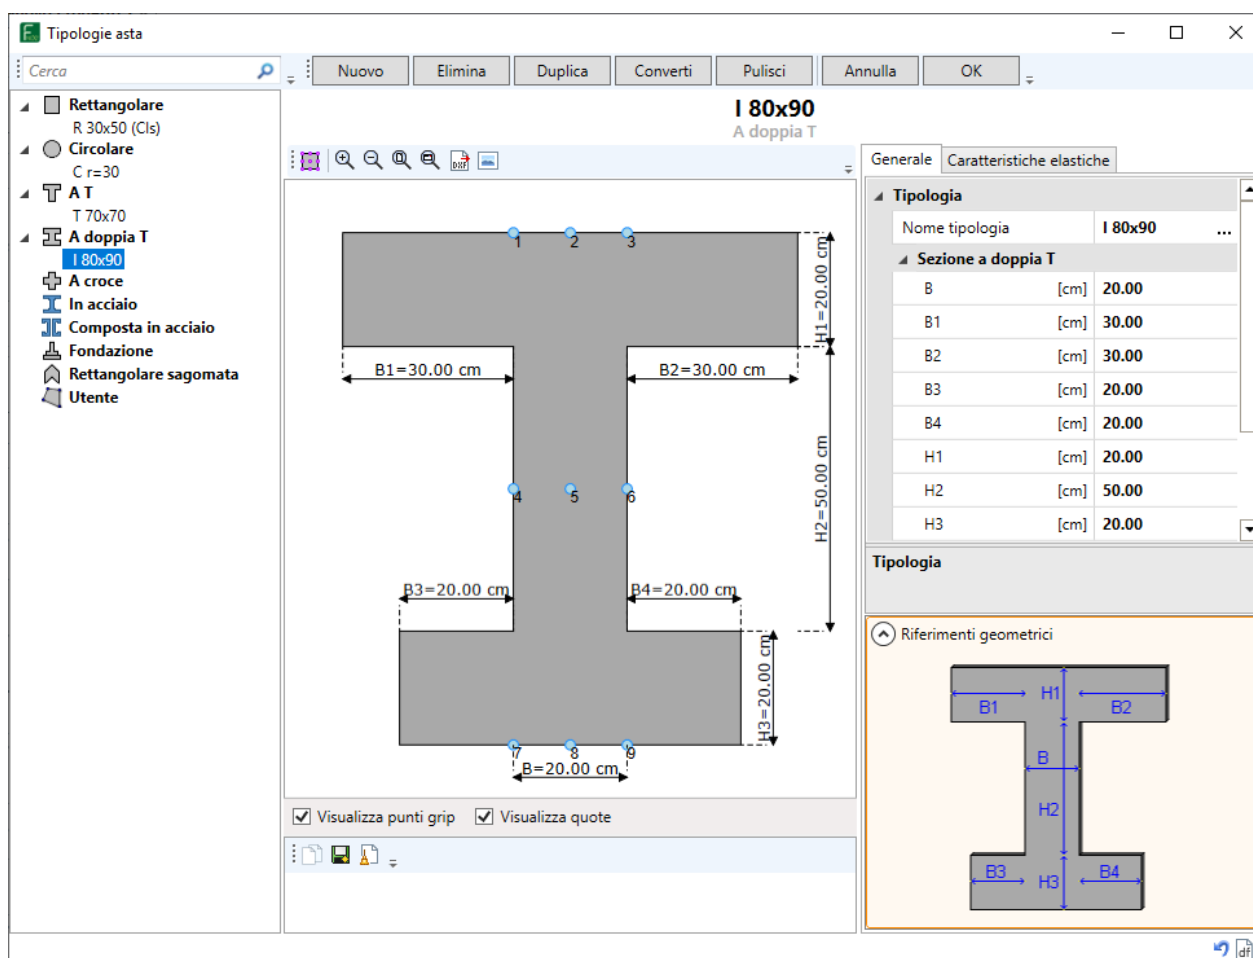 Tipologie asta
Cerca
Nuovo Elimina Duplica Converti Pulisci Annulla OK
Rettangolare
R 30x50 (Cls)
Circolare
C r=30
A T
T 70x70
A doppia T
I 80x90
A croce
In acciaio
Composta in acciaio
Fondazione
Rettangolare sagomata
Utente
I 80x90
A doppia T
DXF
1 2 3
H1=20.00 cm
B1=30.00 cm B2=30.00 cm
4 5 6
H2=50.00 cm
B3=20.00 cm B4=20.00 cm
H3=20.00 cm
7 8 9
B=20.00 cm
Visualizza punti grip Visualizza quote
Generale Caratteristiche elastiche
Tipologia
Nome tipologia I 80x90 ...
Sezione a doppia T
B [cm] 20.00
B1 [cm] 30.00
B2 [cm] 30.00
B3 [cm] 20.00
B4 [cm] 20.00
H1 [cm] 20.00
H2 [cm] 50.00
H3 [cm] 20.00
Tipologia
Riferimenti geometrici
B1 H1 B2
B
H2
B3 H3 B4
df